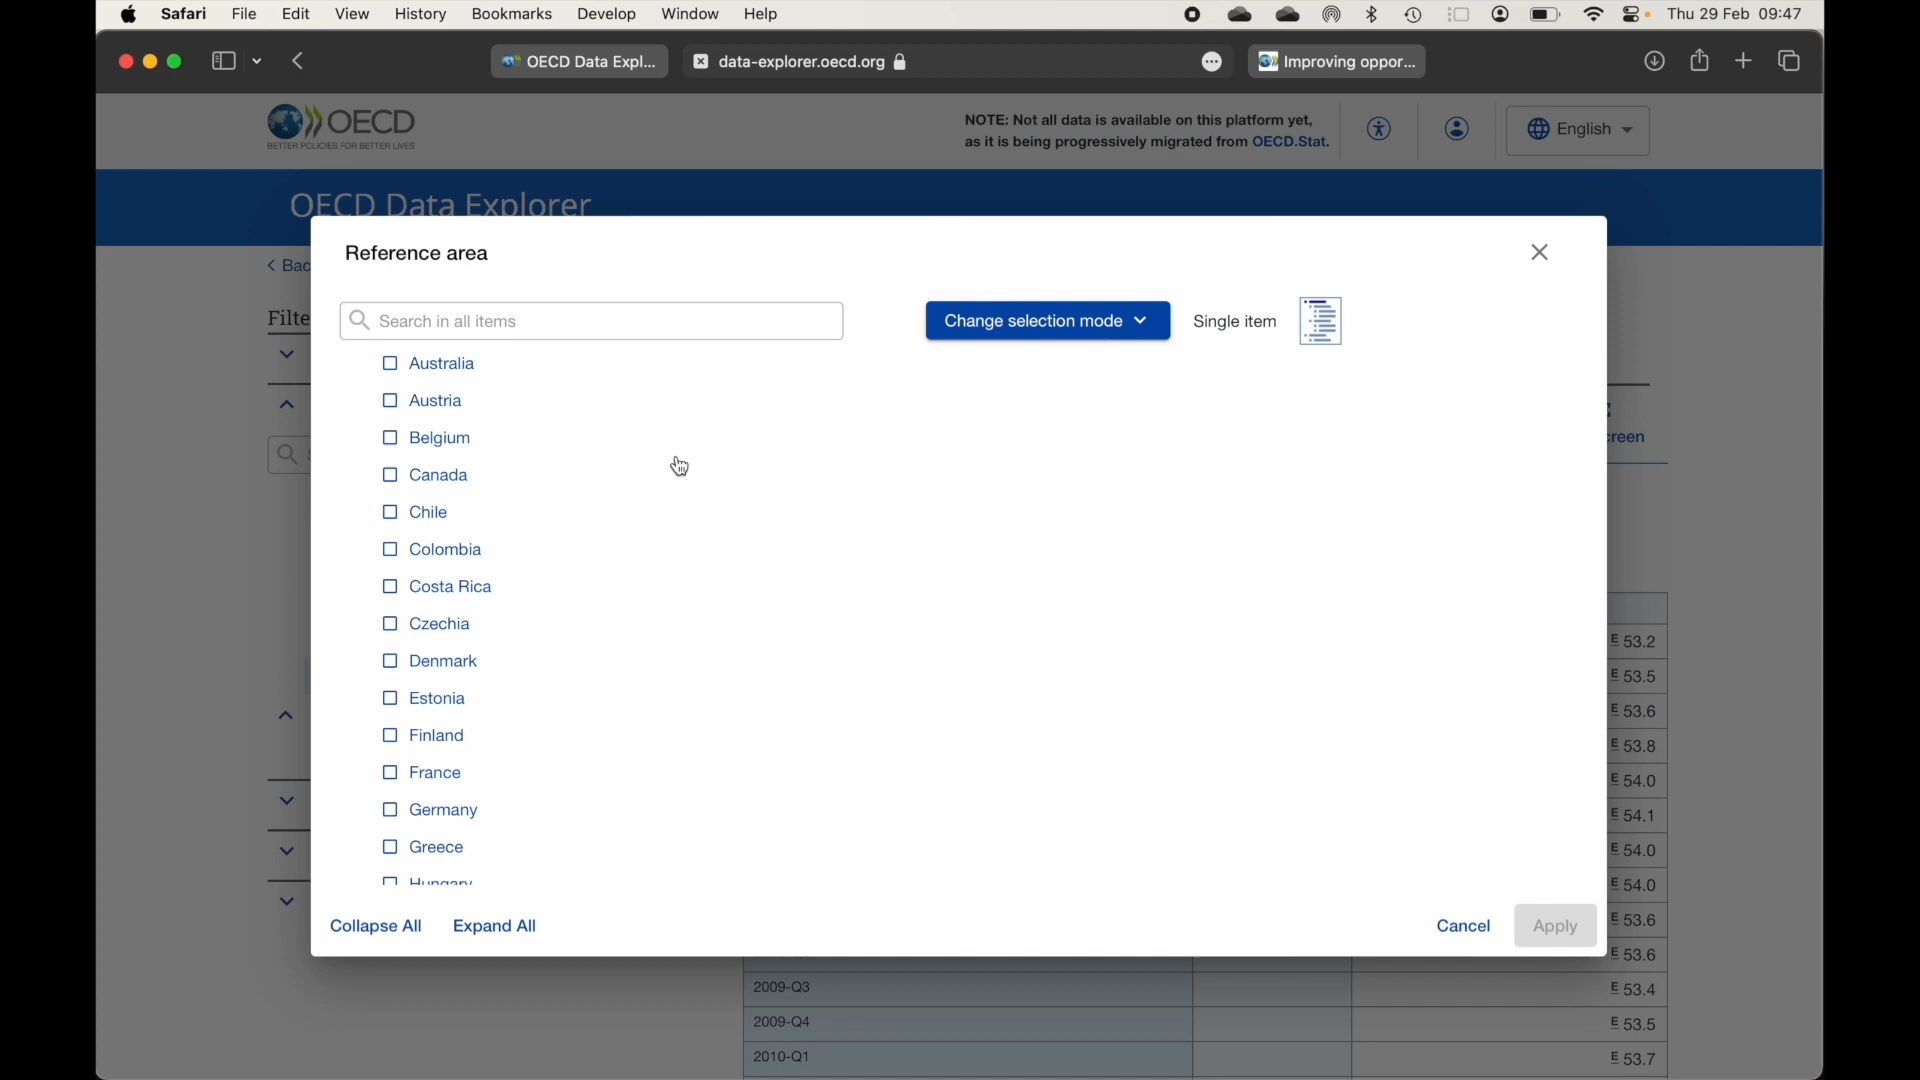 Safari File Edit View History Bookmarks Develop Window Help Thu 29 Feb 09:47
OECD Data Expl... data-explorer.oecd.org Improving oppor...
OECD
BETTER POLICIES FOR BETTER LIVES
NOTE: Not all data is available on this platform yet,
as it is being progressively migrated from OECD.Stat.
English
OECD Data Explorer
Reference area
Search in all items
Change selection mode
Single item
Australia
Austria
Belgium
Canada
Chile
Colombia
Costa Rica
Czechia
Denmark
Estonia
Finland
France
Germany
Greece
Hungary
Collapse All Expand All
Cancel Apply
< Bac
Filte
creen
E 53.2
E 53.5
E 53.6
E 53.8
E 54.0
E 54.1
E 54.0
E 54.0
E 53.6
E 53.6
2009-Q3 E 53.4
2009-Q4 E 53.5
2010-Q1 E 53.7